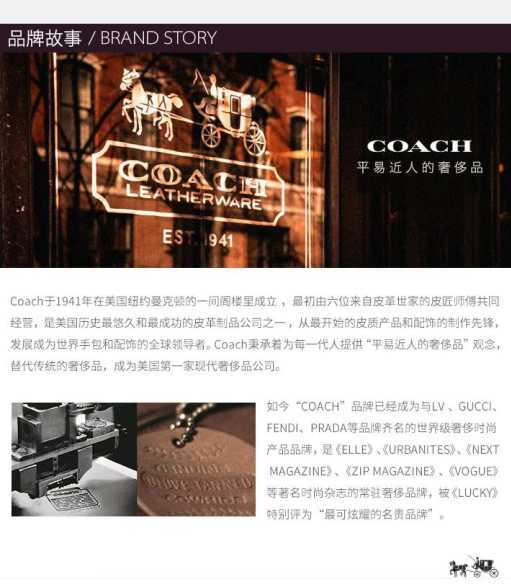 品牌故事 / BRAND STORY
COACH
平易近人的奢侈品
COACH
LEATHERWARE
EST. 1941
Coach于1941年在美国纽约曼克顿的一间阁楼里成立 ，最初由六位来自皮革世家的皮匠师傅共同
经营，是美国历史最悠久和最成功的皮革制品公司之一 ，从最开始的皮质产品和配饰的制作先锋，
发展成为世界手包和配饰的全球领导者。Coach秉承着为每一代人提供“平易近人的奢侈品”观念，
替代传统的奢侈品，成为美国第一家现代奢侈品公司。
如今“COACH”品牌已经成为与LV 、GUCCI、
FENDI、PRADA等品牌齐名的世界级奢侈时尚
产品品牌，是《ELLE》、《URBANITES》、《NEXT
MAGAZINE》、《ZIP MAGAZINE》、《VOGUE》
等著名时尚杂志的常驻奢侈品牌，被《LUCKY》
特别评为“最可炫耀的名贵品牌”。